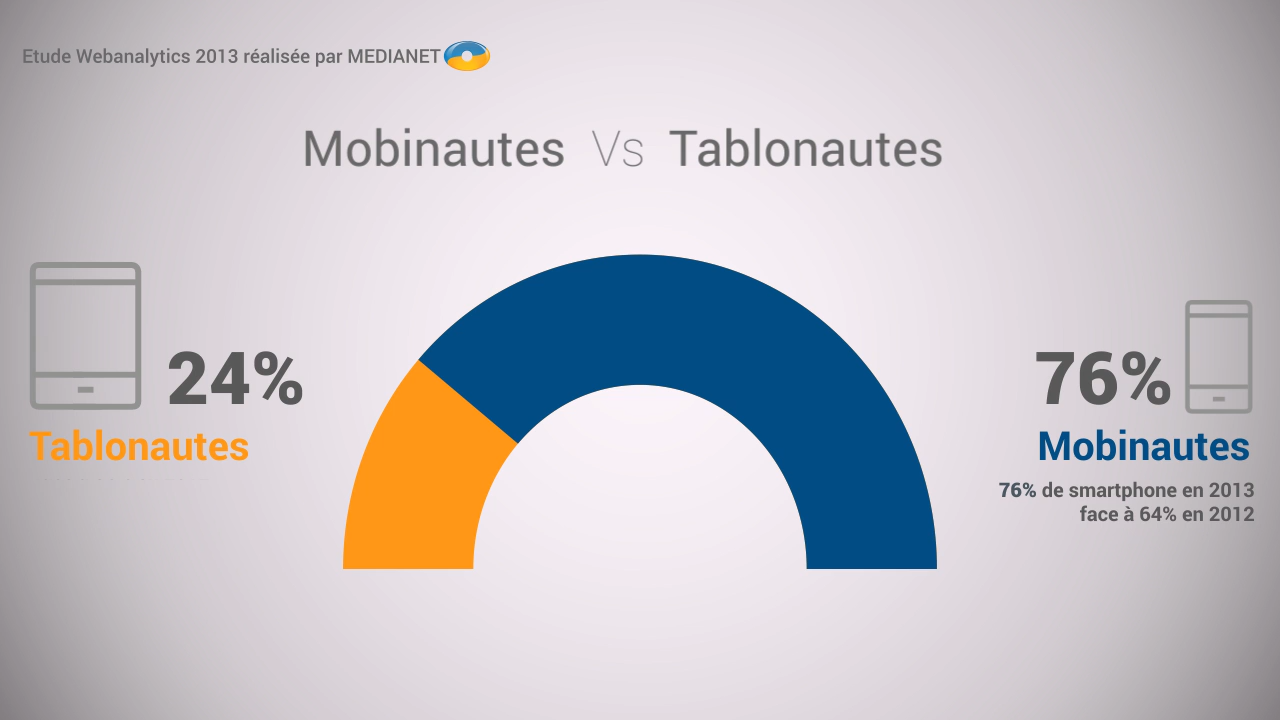 Etude Webanalytics 2013 réalisée par MEDIANET
Mobinautes Vs Tablonautes
24%
Tablonautes
76%
Mobinautes
76% de smartphone en 2013
face à 64% en 2012